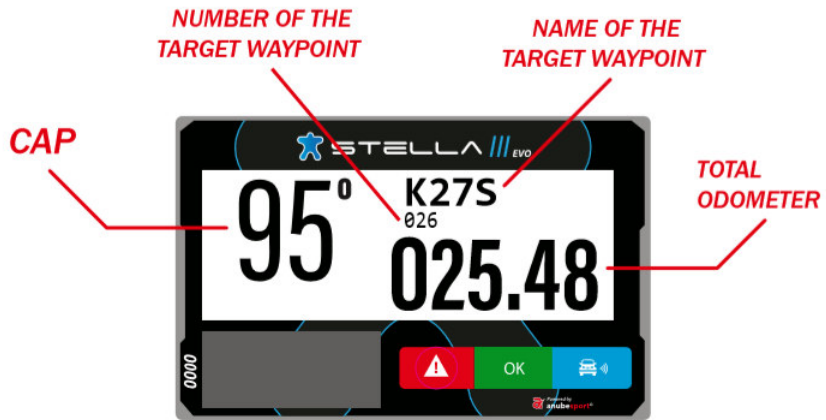 NUMBER OF THE
TARGET WAYPOINT
NAME OF THE
TARGET WAYPOINT
CAP
TOTAL
ODOMETER
STELLA III EVO
95°
K27S
026
025.48
0000
OK
Powered by
anubesport®